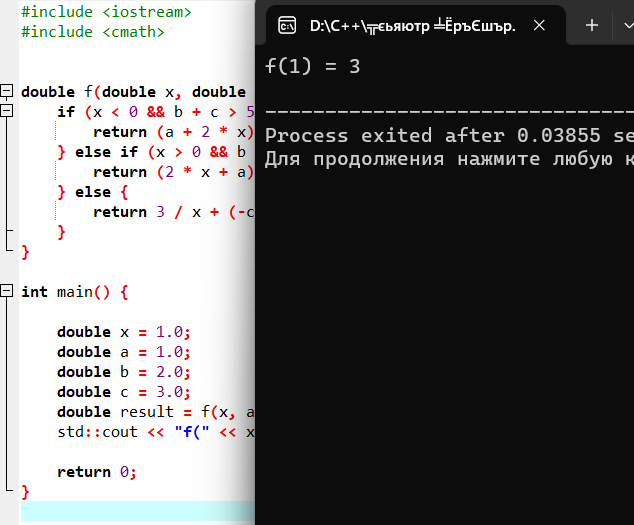 #include <iostream>
#include <cmath>
double f(double x, double
if (x < 0 && b + c > 5
return (a + 2 * x)
} else if (x > 0 && b
return (2 * x + a)
} else {
return 3 / x + (-c
}
}
int main() {
double x = 1.0;
double a = 1.0;
double b = 2.0;
double c = 3.0;
double result = f(x, a
std::cout << "f(" << x
return 0;
}
D:\C++\╦єьяютр ╩ЁръЄшър.
f(1) = 3
--------------------------------
Process exited after 0.03855 se
Для продолжения нажмите любую к